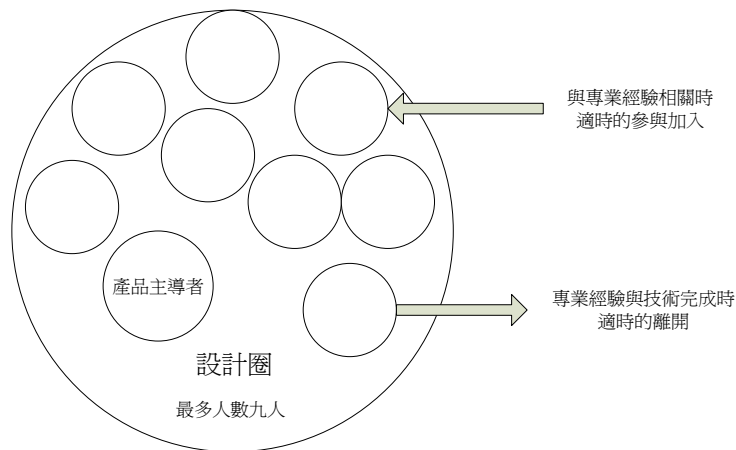 與專業經驗相關時
適時的參與加入
產品主導者
專業經驗與技術完成時
適時的離開
設計圈
最多人數九人